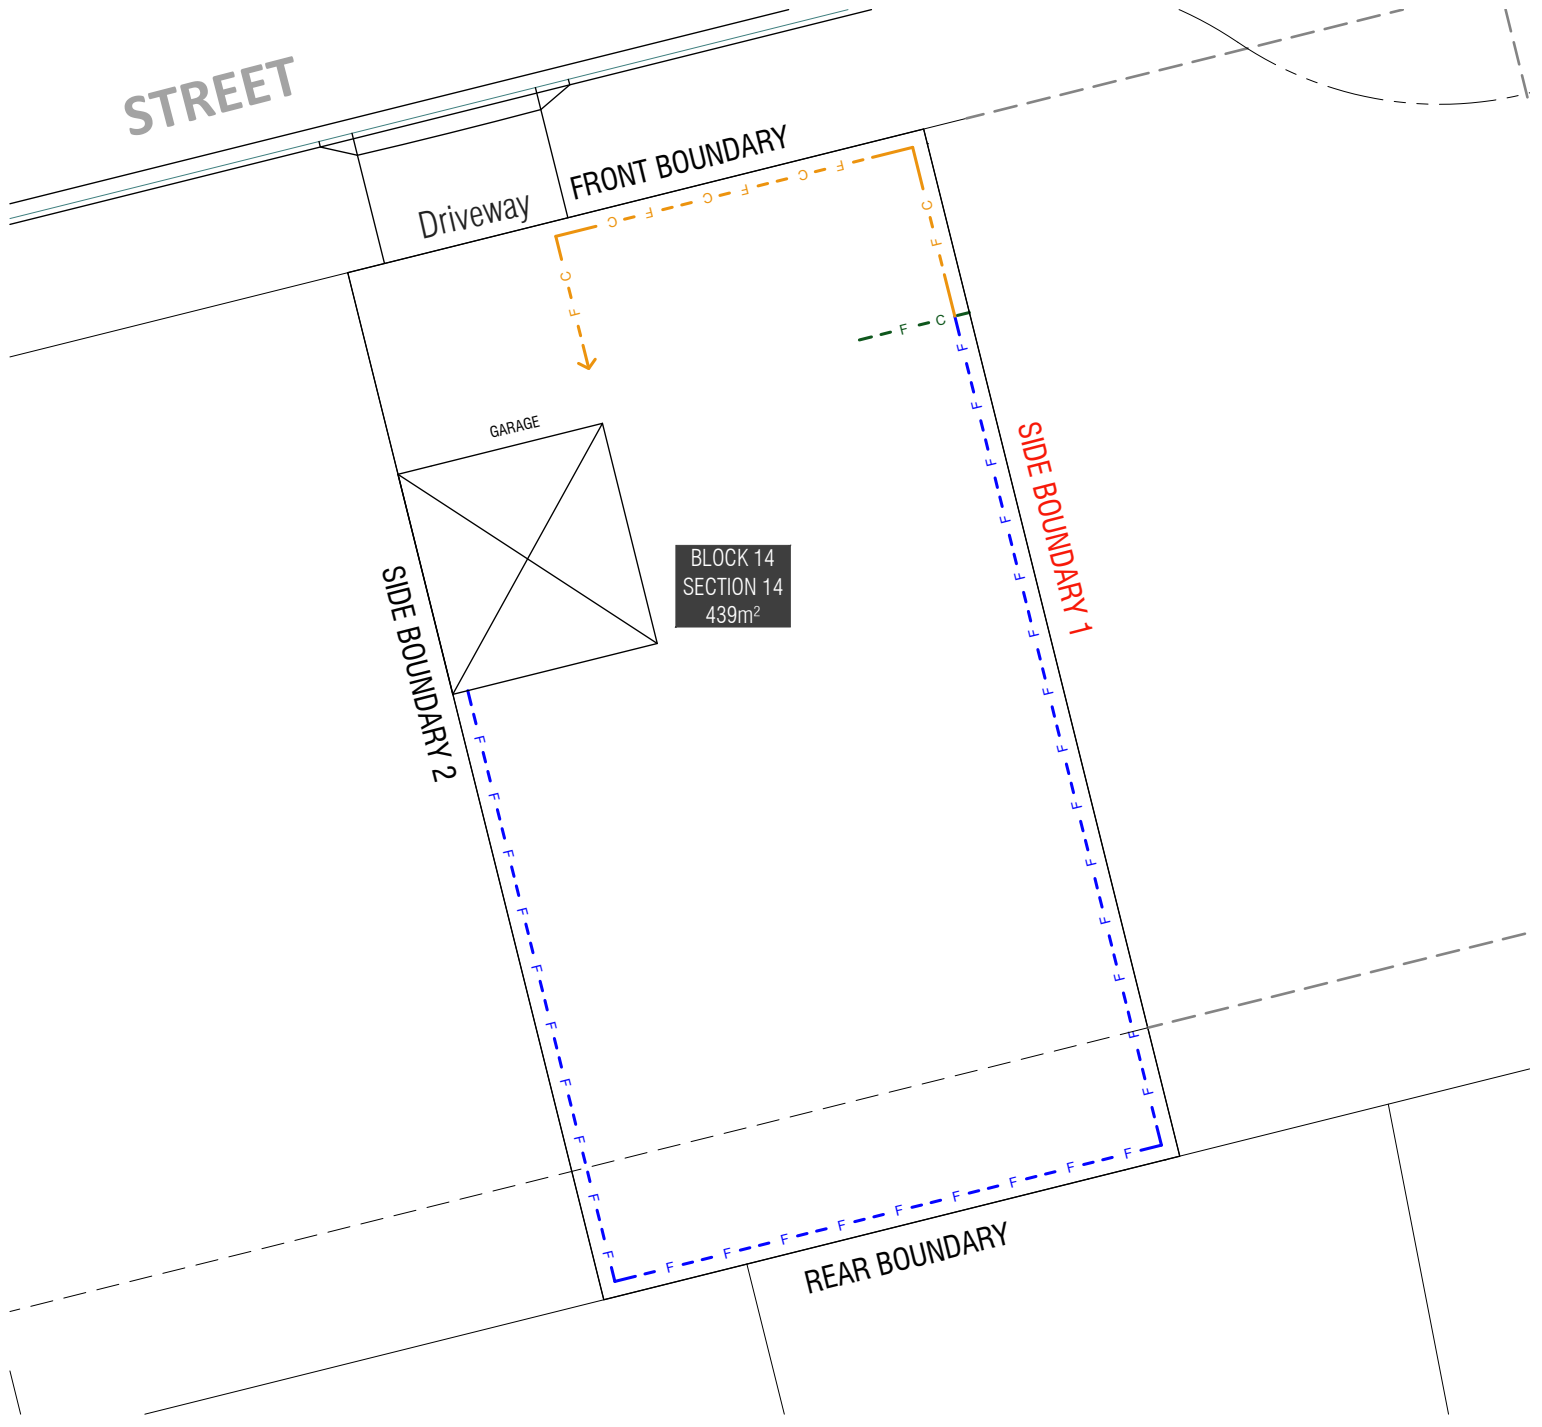 STREET
FRONT BOUNDARY
Driveway
F C F C F C
C F
C F
F C
GARAGE
SIDE BOUNDARY 1
BLOCK 14
SECTION 14
439m²
SIDE BOUNDARY 2
F F F F F F F F F F F F F F
F F F F F F F F F F
F F F F F F F F F
REAR BOUNDARY